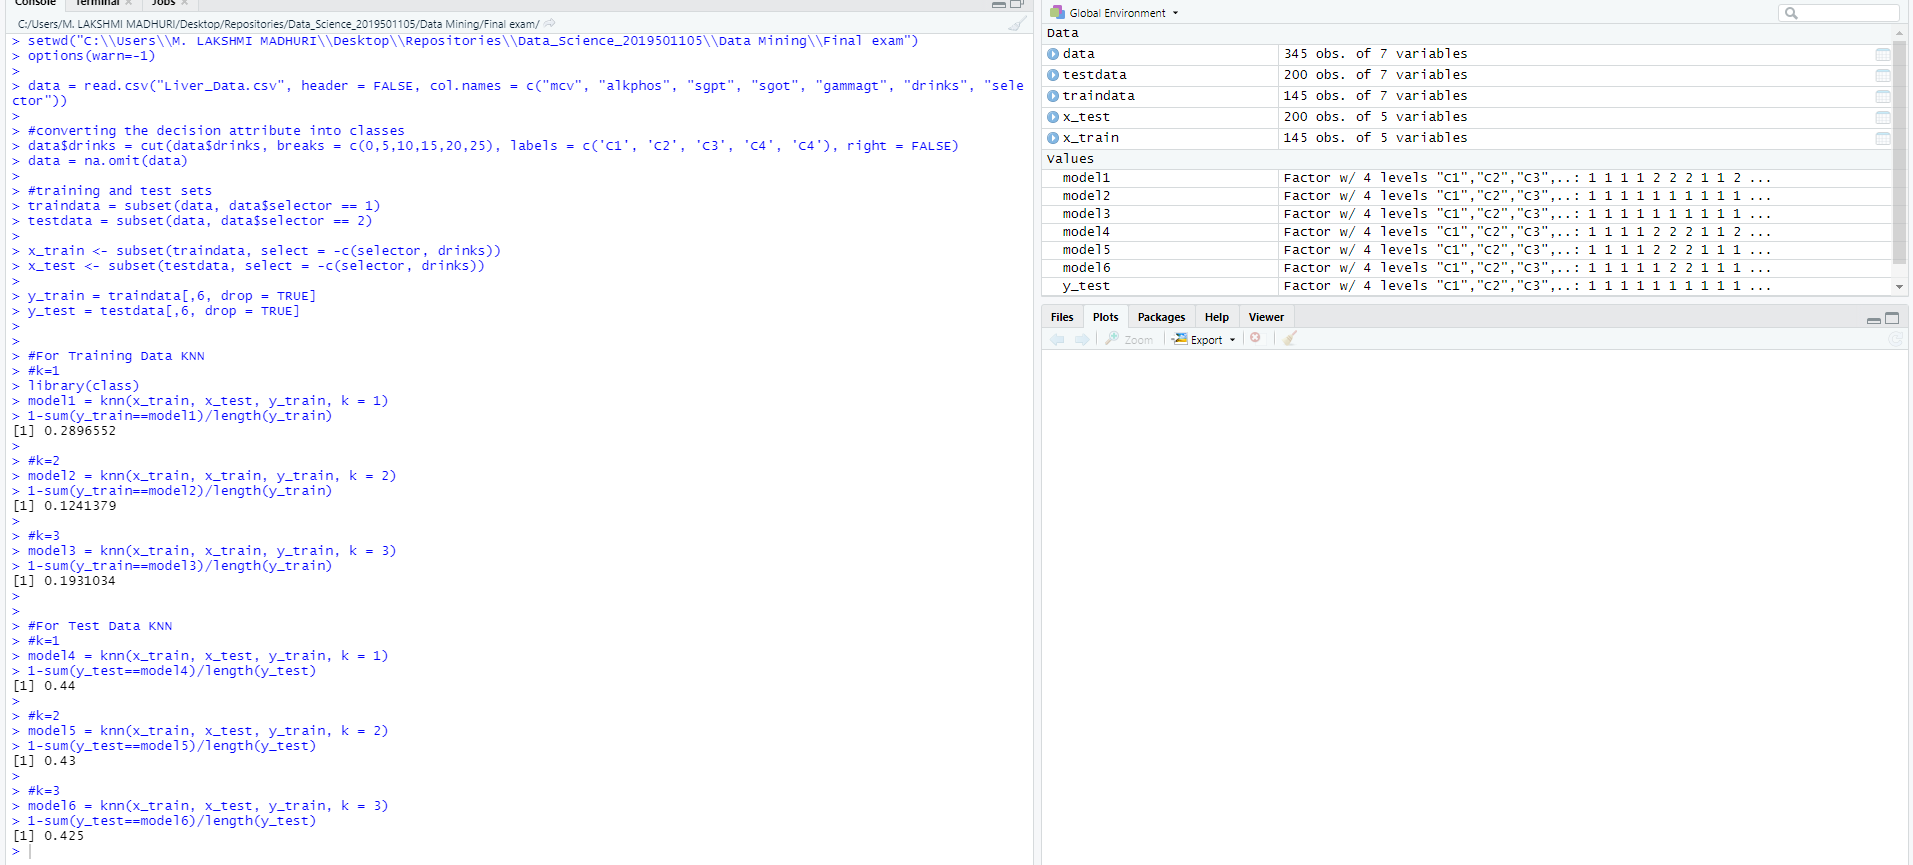 Console Terminal × Jobs ×
C:/Users/M. LAKSHMI MADHURI/Desktop/Repositories/Data_Science_2019501105/Data Mining/Final exam/
> setwd("C:\\Users\\M. LAKSHMI MADHURI\\Desktop\\Repositories\\Data_Science_2019501105\\Data Mining\\Final exam")
> options(warn=-1)
>
> data = read.csv("Liver_Data.csv", header = FALSE, col.names = c("mcv", "alkphos", "sgpt", "sgot", "gammagt", "drinks", "sele
ctor"))
>
> #converting the decision attribute into classes
> data$drinks = cut(data$drinks, breaks = c(0,5,10,15,20,25), labels = c('C1', 'C2', 'C3', 'C4', 'C4'), right = FALSE)
> data = na.omit(data)
>
> #training and test sets
> traindata = subset(data, data$selector == 1)
> testdata = subset(data, data$selector == 2)
>
> x_train <- subset(traindata, select = -c(selector, drinks))
> x_test <- subset(testdata, select = -c(selector, drinks))
>
> y_train = traindata[,6, drop = TRUE]
> y_test = testdata[,6, drop = TRUE]
>
>
> #For Training Data KNN
> #k=1
> library(class)
> model1 = knn(x_train, x_test, y_train, k = 1)
> 1-sum(y_train==model1)/length(y_train)
[1] 0.2896552
>
> #k=2
> model2 = knn(x_train, x_train, y_train, k = 2)
> 1-sum(y_train==model2)/length(y_train)
[1] 0.1241379
>
> #k=3
> model3 = knn(x_train, x_train, y_train, k = 3)
> 1-sum(y_train==model3)/length(y_train)
[1] 0.1931034
>
>
> #For Test Data KNN
> #k=1
> model4 = knn(x_train, x_test, y_train, k = 1)
> 1-sum(y_test==model4)/length(y_test)
[1] 0.44
>
> #k=2
> model5 = knn(x_train, x_test, y_train, k = 2)
> 1-sum(y_test==model5)/length(y_test)
[1] 0.43
>
> #k=3
> model6 = knn(x_train, x_test, y_train, k = 3)
> 1-sum(y_test==model6)/length(y_test)
[1] 0.425
>
Global Environment
Data
data 345 obs. of 7 variables
testdata 200 obs. of 7 variables
traindata 145 obs. of 7 variables
x_test 200 obs. of 5 variables
x_train 145 obs. of 5 variables
Values
model1 Factor w/ 4 levels "C1","C2","C3",..: 1 1 1 1 2 2 2 1 1 2 ...
model2 Factor w/ 4 levels "C1","C2","C3",..: 1 1 1 1 1 1 1 1 1 1 ...
model3 Factor w/ 4 levels "C1","C2","C3",..: 1 1 1 1 1 1 1 1 1 1 ...
model4 Factor w/ 4 levels "C1","C2","C3",..: 1 1 1 1 2 2 2 1 1 2 ...
model5 Factor w/ 4 levels "C1","C2","C3",..: 1 1 1 1 2 2 2 1 1 1 ...
model6 Factor w/ 4 levels "C1","C2","C3",..: 1 1 1 1 1 2 2 1 1 1 ...
y_test Factor w/ 4 levels "C1","C2","C3",..: 1 1 1 1 1 1 1 1 1 1 ...
Files Plots Packages Help Viewer
Zoom Export